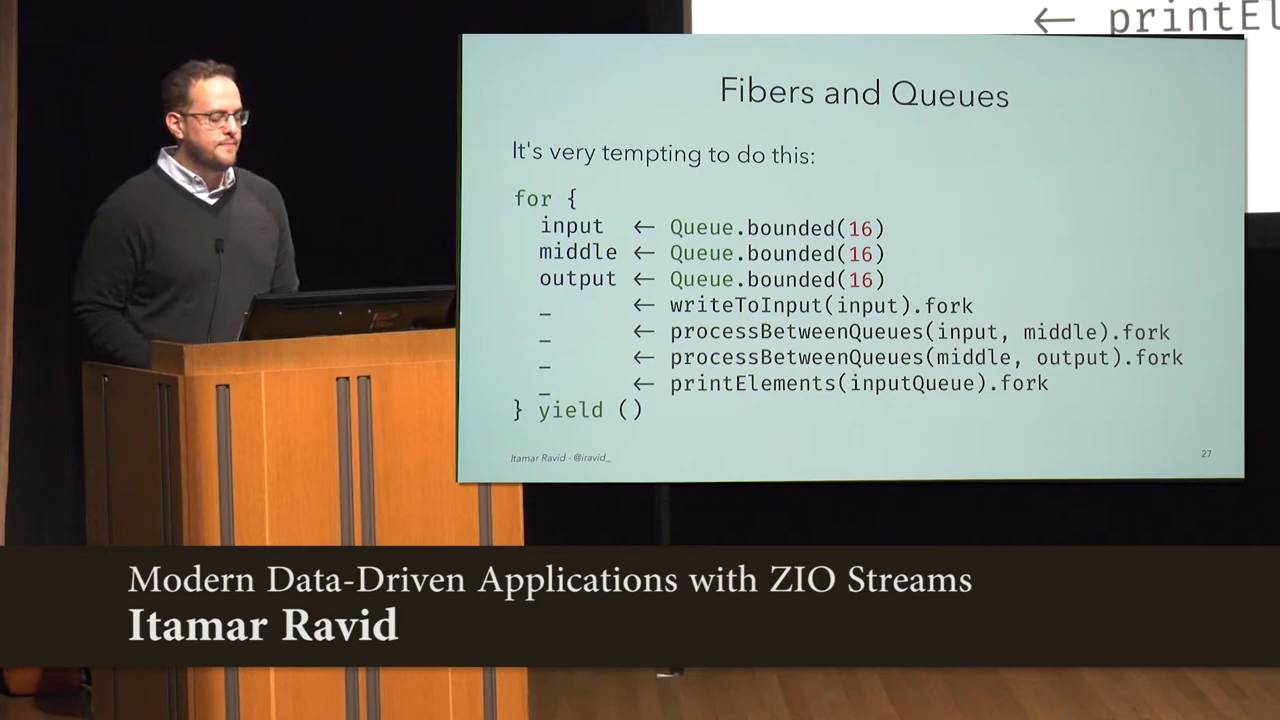 ← printEl
Fibers and Queues
It's very tempting to do this:
for {
input ← Queue.bounded(16)
middle ← Queue.bounded(16)
output ← Queue.bounded(16)
_ ← writeToInput(input).fork
_ ← processBetweenQueues(input, middle).fork
_ ← processBetweenQueues(middle, output).fork
_ ← printElements(inputQueue).fork
} yield ()
Itamar Ravid - @iravid_
27
Modern Data-Driven Applications with ZIO Streams
Itamar Ravid